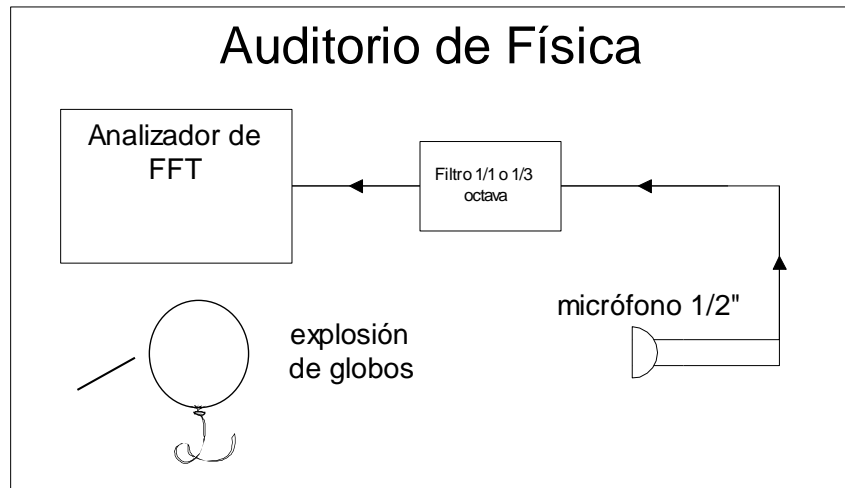 Auditorio de Física
Analizador de
FFT
Filtro 1/1 o 1/3
octava
micrófono 1/2"
explosión
de globos